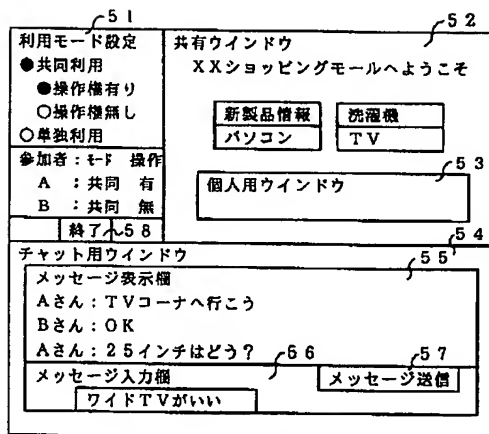 51
利用モード設定
●共同利用
●操作権有り
○操作権無し
○単独利用
参加者:モード 操作
A :共同 有
B :共同 無
終了 58
52
共有ウインドウ
XXショッピングモールへようこそ
新製品情報 洗濯機
パソコン TV
53
個人用ウインドウ
54
チャット用ウインドウ
55
メッセージ表示欄
Aさん:TVコーナへ行こう
Bさん:OK
Aさん:25インチはどう?
56 57
メッセージ入力欄 メッセージ送信
ワイドTVがいい